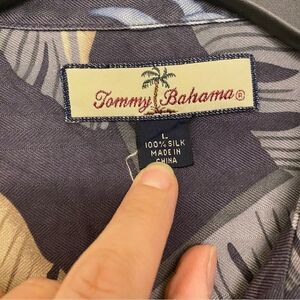 Tommy Bahama®
L
100% SILK
MADE IN
CHINA